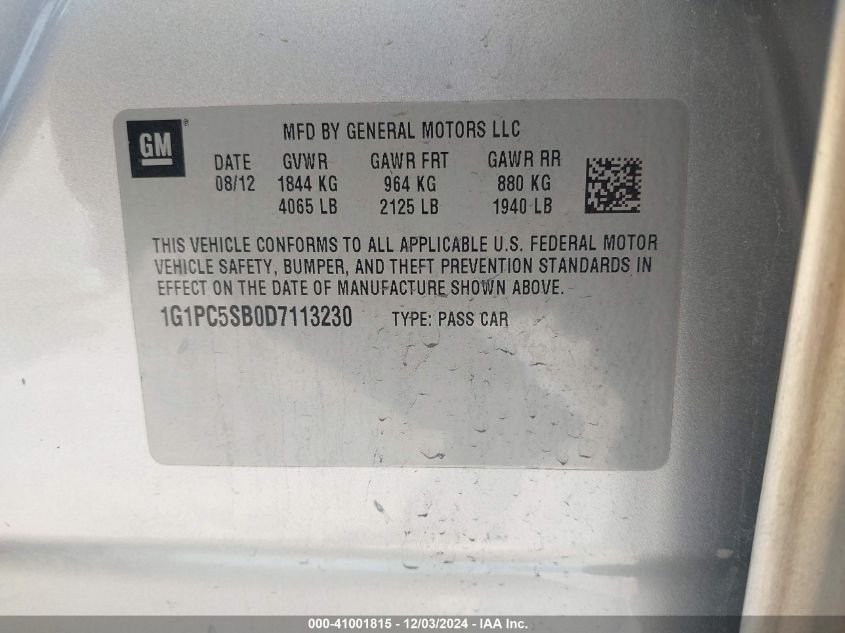 GM®
MFD BY GENERAL MOTORS LLC
DATE GVWR GAWR FRT GAWR RR
08/12 1844 KG 964 KG 880 KG
4065 LB 2125 LB 1940 LB
THIS VEHICLE CONFORMS TO ALL APPLICABLE U.S. FEDERAL MOTOR
VEHICLE SAFETY, BUMPER, AND THEFT PREVENTION STANDARDS IN
EFFECT ON THE DATE OF MANUFACTURE SHOWN ABOVE.
1G1PC5SB0D7113230 TYPE: PASS CAR
000-41001815 - 12/03/2024 - IAA Inc.